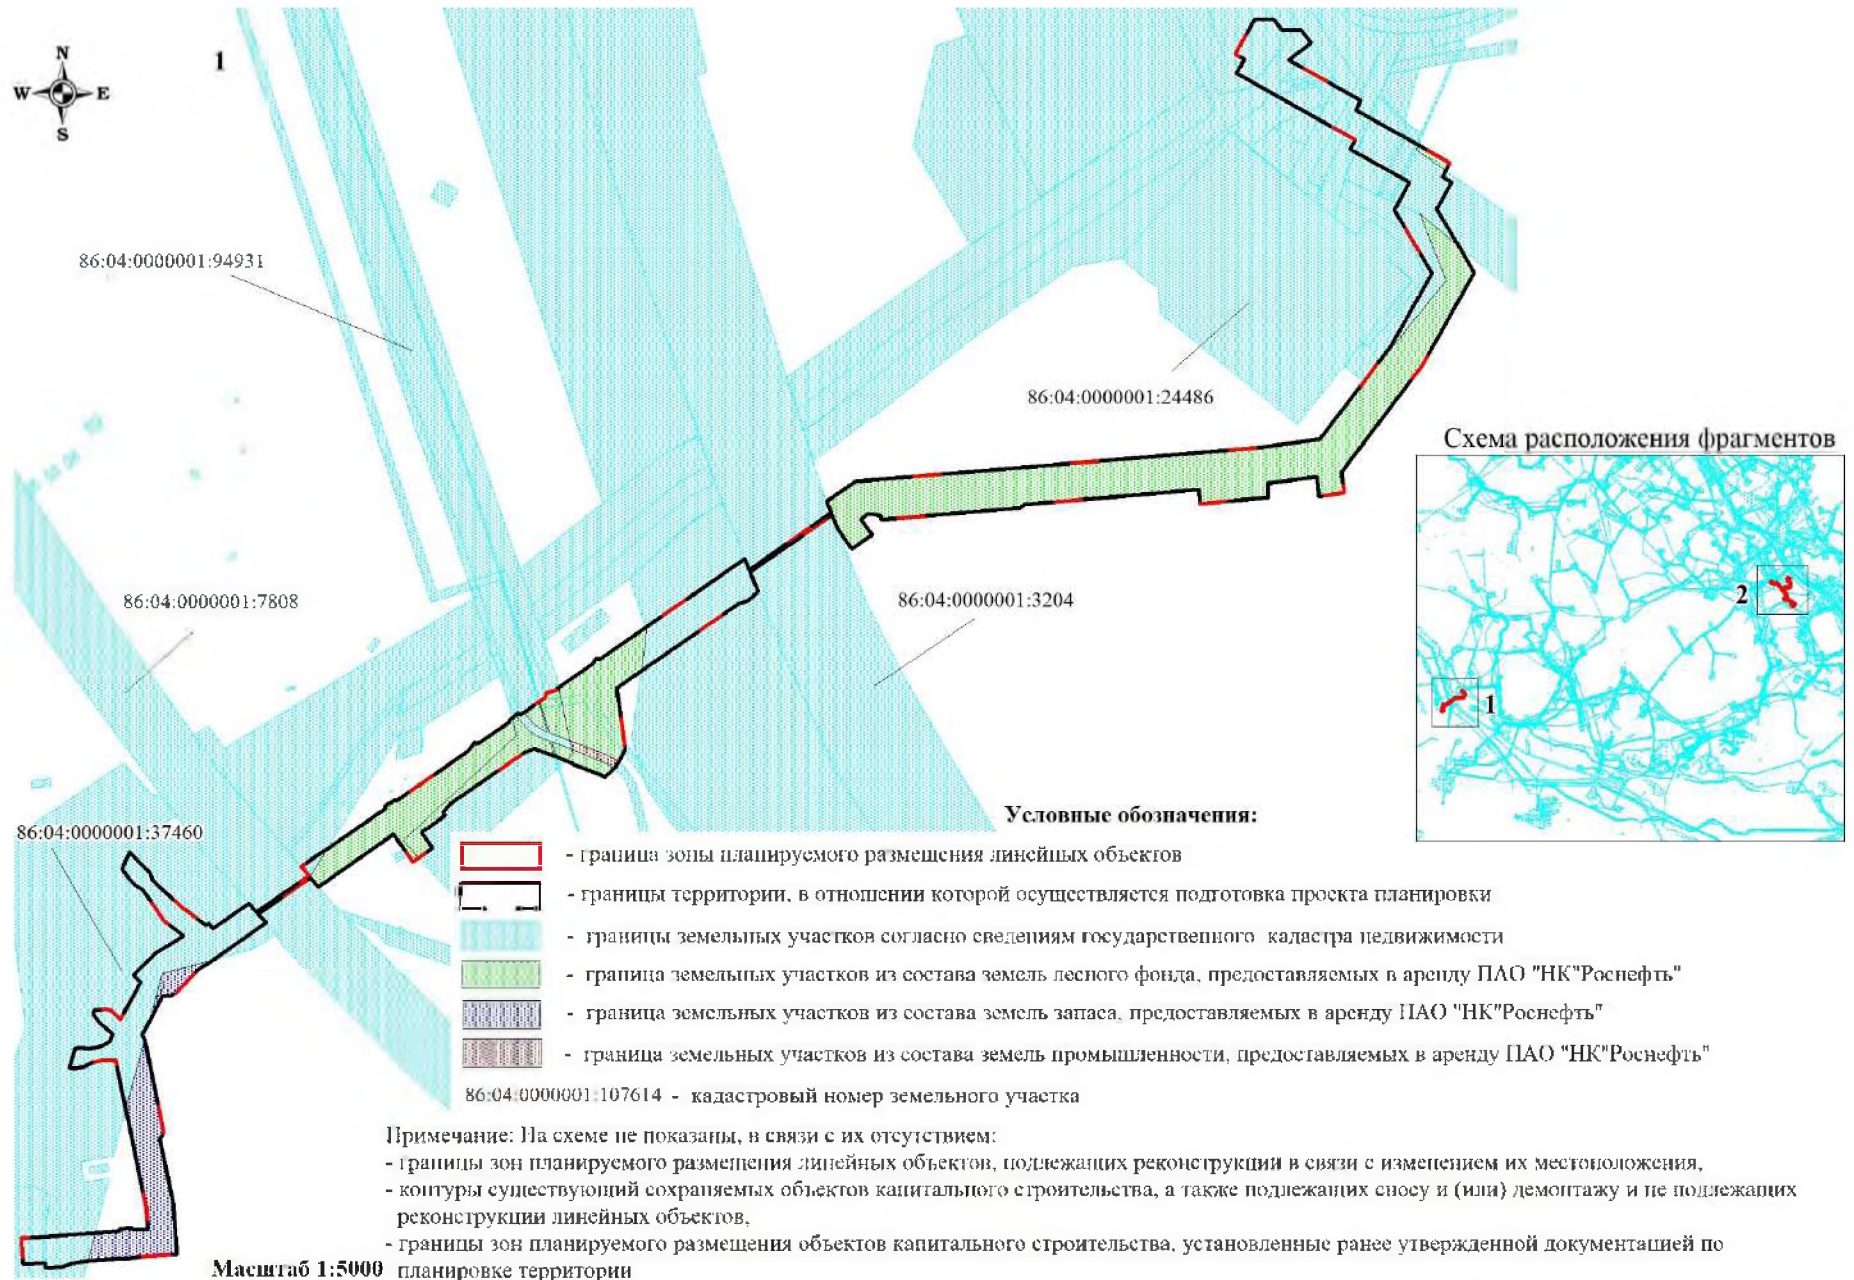 N
W E
S
1
86:04:0000001:94931
86:04:0000001:24486
Схема расположения фрагментов
2
1
86:04:0000001:7808
86:04:0000001:3204
86:04:0000001:37460
Условные обозначения:
- граница зоны планируемого размещения линейных объектов
- границы территории, в отношении которой осуществляется подготовка проекта планировки
- границы земельных участков согласно сведениям государственного кадастра недвижимости
- граница земельных участков из состава земель лесного фонда, предоставляемых в аренду ПАО "НК"Роснефть"
- граница земельных участков из состава земель запаса, предоставляемых в аренду ПАО "НК"Роснефть"
- граница земельных участков из состава земель промышленности, предоставляемых в аренду ПАО "НК"Роснефть"
86:04:0000001:107614 - кадастровый номер земельного участка
Примечание: На схеме не показаны, в связи с их отсутствием:
- границы зон планируемого размещения линейных объектов, подлежащих реконструкции в связи с изменением их местоположения,
- контуры существующий сохраняемых объектов капитального строительства, а также подлежащих сносу и (или) демонтажу и не подлежащих
реконструкции линейных объектов,
- границы зон планируемого размещения объектов капитального строительства, установленные ранее утвержденной документацией по
планировке территории
Масштаб 1:5000